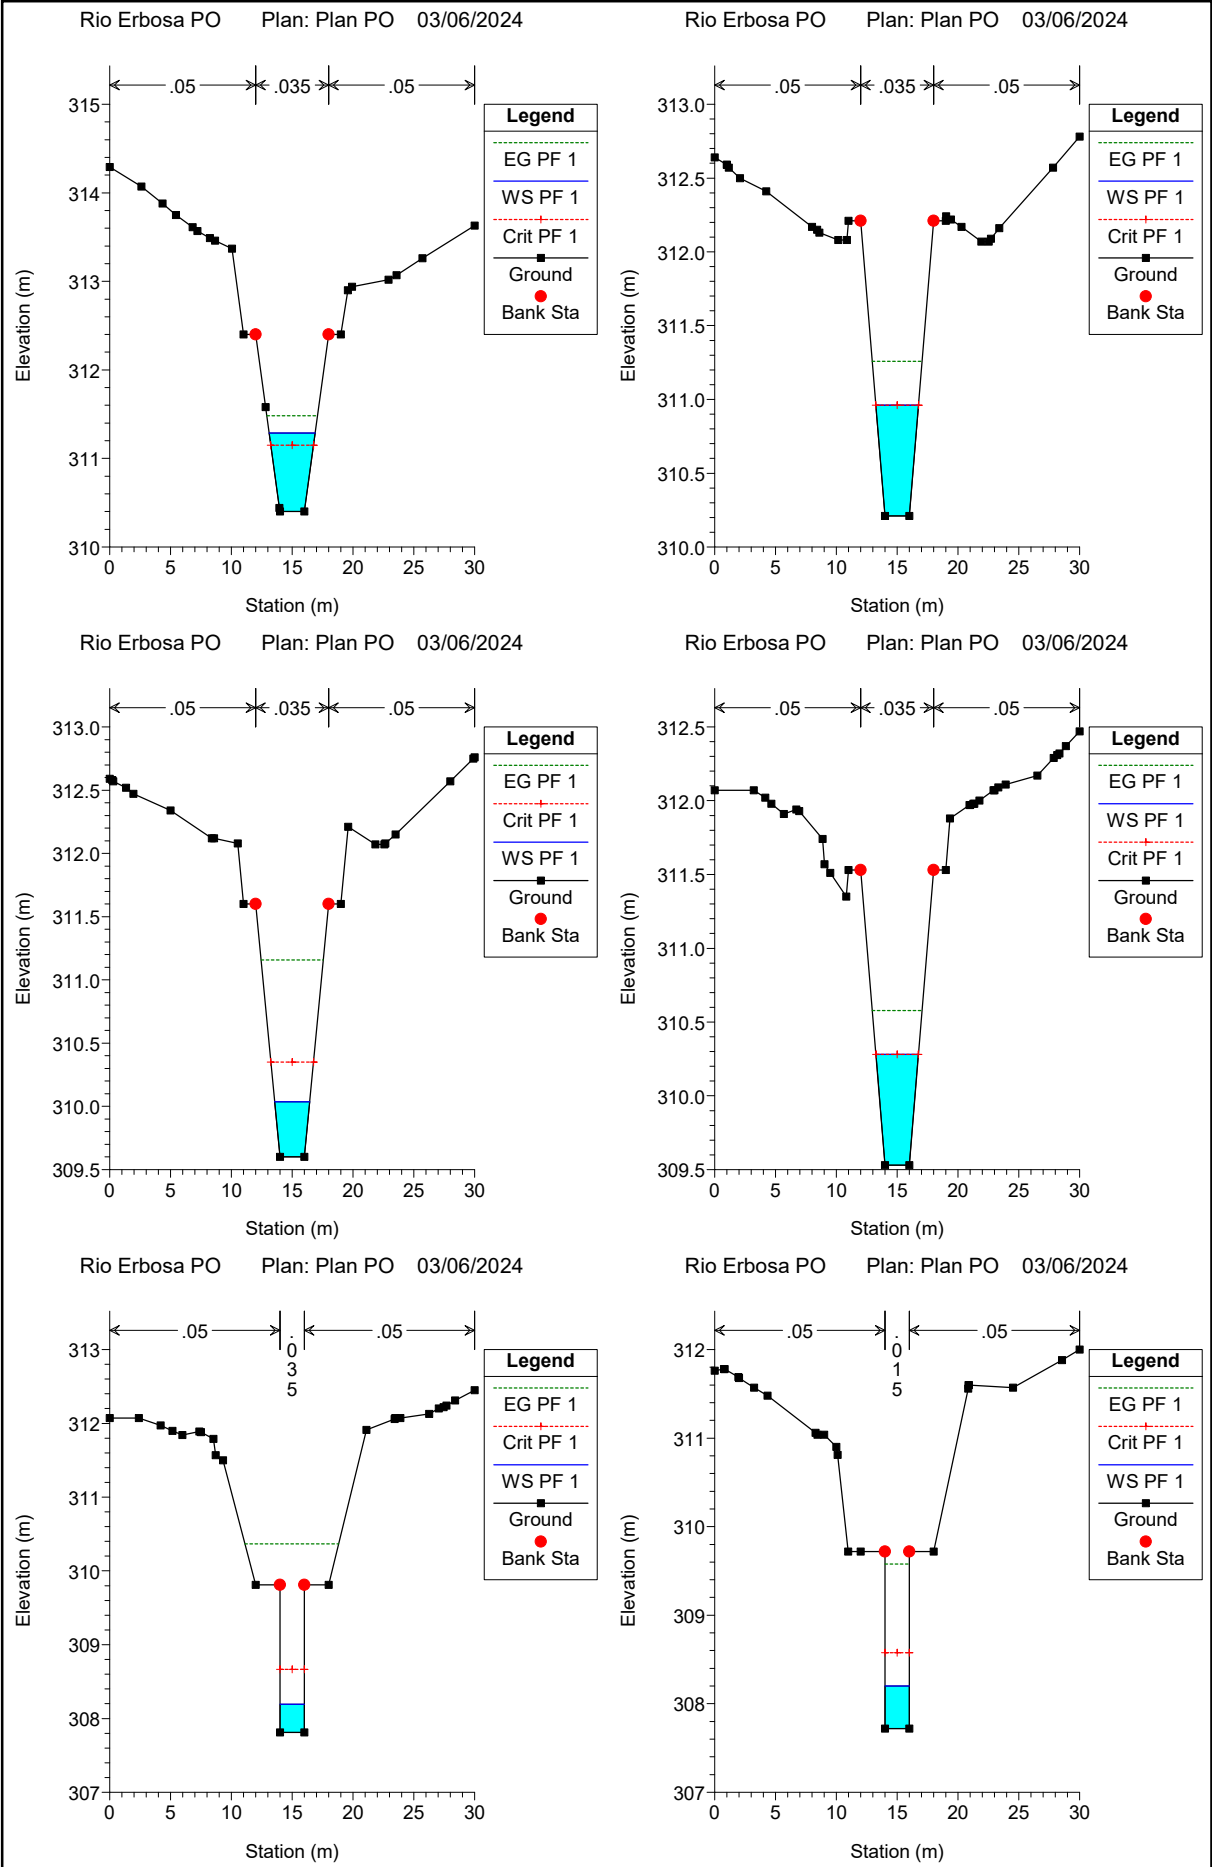 Rio Erbosa PO Plan: Plan PO 03/06/2024
.05 .035 .05
315
314
313
312
311
310
0 5 10 15 20 25 30
Elevation (m)
Station (m)
Legend
EG PF 1
WS PF 1
Crit PF 1
Ground
Bank Sta
Rio Erbosa PO Plan: Plan PO 03/06/2024
.05 .035 .05
313.0
312.5
312.0
311.5
311.0
310.5
310.0
0 5 10 15 20 25 30
Elevation (m)
Station (m)
Legend
EG PF 1
WS PF 1
Crit PF 1
Ground
Bank Sta
Rio Erbosa PO Plan: Plan PO 03/06/2024
.05 .035 .05
313.0
312.5
312.0
311.5
311.0
310.5
310.0
309.5
0 5 10 15 20 25 30
Elevation (m)
Station (m)
Legend
EG PF 1
Crit PF 1
WS PF 1
Ground
Bank Sta
Rio Erbosa PO Plan: Plan PO 03/06/2024
.05 .035 .05
312.5
312.0
311.5
311.0
310.5
310.0
309.5
0 5 10 15 20 25 30
Elevation (m)
Station (m)
Legend
EG PF 1
WS PF 1
Crit PF 1
Ground
Bank Sta
Rio Erbosa PO Plan: Plan PO 03/06/2024
.05 .035 .05
313
312
311
310
309
308
307
0 5 10 15 20 25 30
Elevation (m)
Station (m)
Legend
EG PF 1
Crit PF 1
WS PF 1
Ground
Bank Sta
Rio Erbosa PO Plan: Plan PO 03/06/2024
.05 .015 .05
312
311
310
309
308
307
0 5 10 15 20 25 30
Elevation (m)
Station (m)
Legend
EG PF 1
Crit PF 1
WS PF 1
Ground
Bank Sta